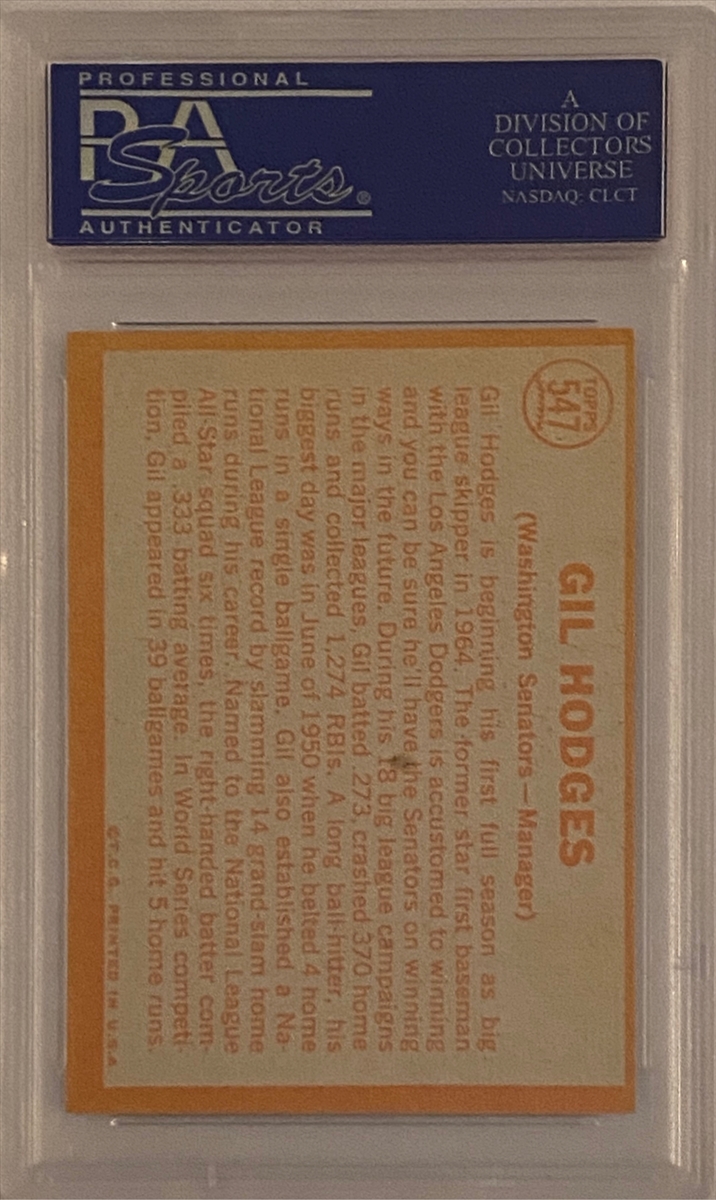 PROFESSIONAL
PSA
Sports®
AUTHENTICATOR
A
DIVISION OF
COLLECTORS
UNIVERSE
NASDAQ: CLCT
TOPPS
547
GIL HODGES
(Washington Senators — Manager)
Gil Hodges is beginning his first full season as big
league skipper in 1964. The former star first baseman
with the Los Angeles Dodgers is accustomed to winning
and you can be sure he'll have the Senators on winning
ways in the future. During his 18 big league campaigns
in the major leagues, Gil batted .273, crashed 370 home
runs and collected 1,274 RBIs. A long ball-hitter, his
biggest day was in June of 1950 when he belted 4 home
runs in a single ballgame. Gil also established a Na-
tional League record by slamming 14 grand-slam home
runs during his career. Named to the National League
All-Star squad six times, the right-handed batter com-
piled a .333 batting average. In World Series competi-
tion, Gil appeared in 39 ballgames and hit 5 home runs.
©T.C.G. PRINTED IN U.S.A.